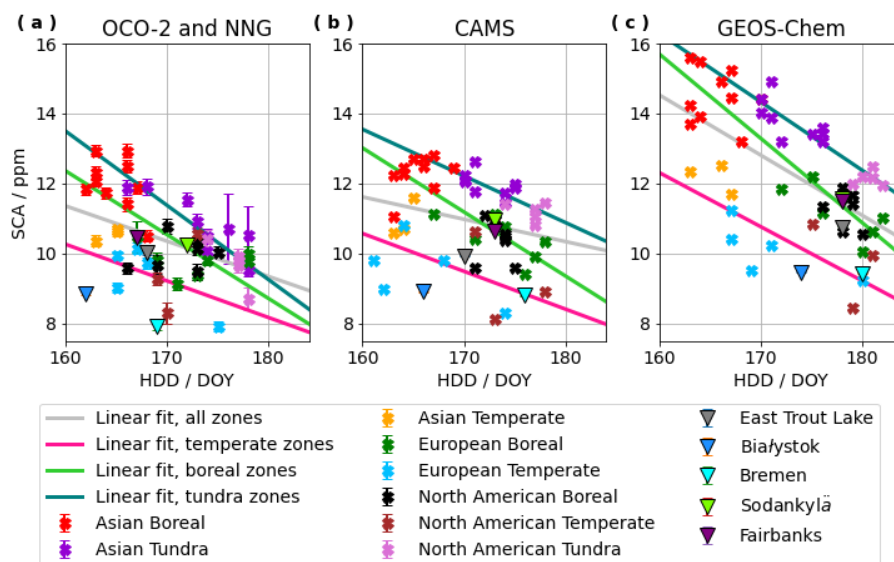 ( a ) OCO-2 and NNG
( b ) CAMS
( c ) GEOS-Chem
SCA / ppm
16
14
12
10
8
160 170 180
HDD / DOY
16
14
12
10
8
160 170 180
HDD / DOY
16
14
12
10
8
160 170 180
HDD / DOY
Linear fit, all zones
Linear fit, temperate zones
Linear fit, boreal zones
Linear fit, tundra zones
Asian Boreal
Asian Tundra
Asian Temperate
European Boreal
European Temperate
North American Boreal
North American Temperate
North American Tundra
East Trout Lake
Białystok
Bremen
Sodankylä
Fairbanks